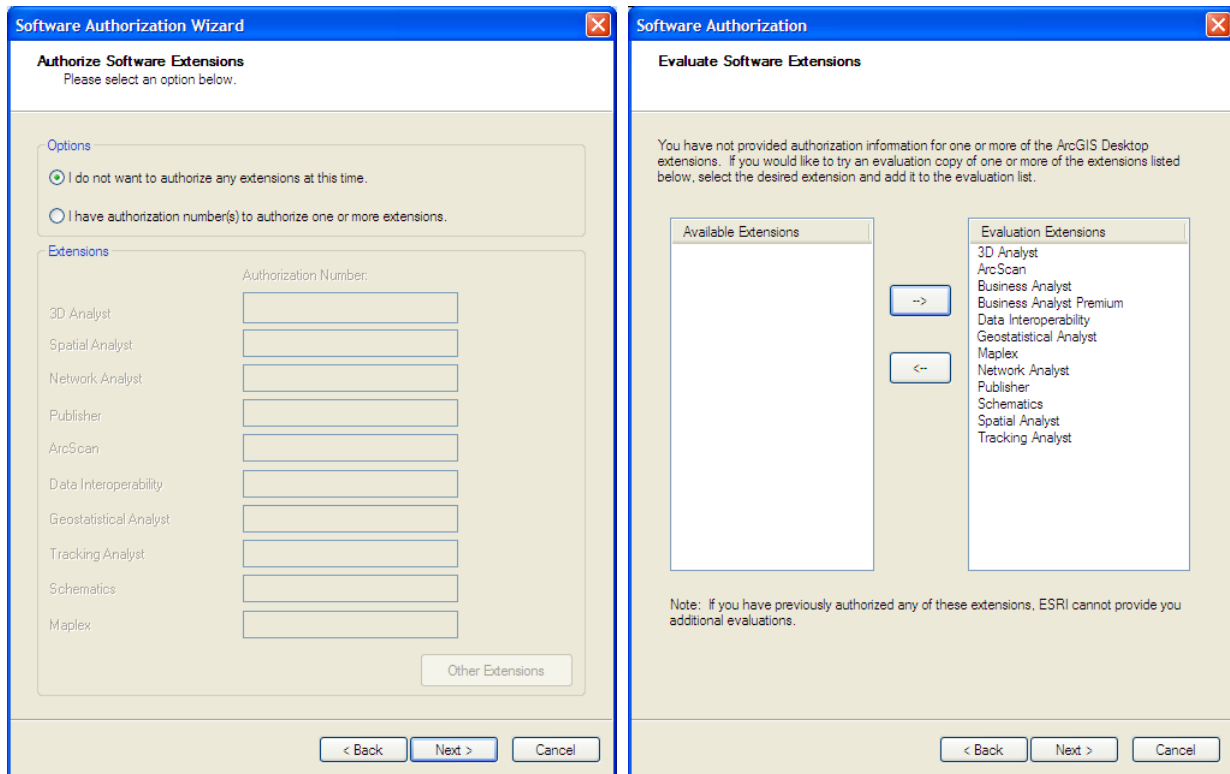 Software Authorization Wizard
Authorize Software Extensions
Please select an option below.
Options
I do not want to authorize any extensions at this time.
I have authorization number(s) to authorize one or more extensions.
Extensions
Authorization Number:
3D Analyst
Spatial Analyst
Network Analyst
Publisher
ArcScan
Data Interoperability
Geostatistical Analyst
Tracking Analyst
Schematics
Maplex
Other Extensions
< Back
Next >
Cancel
Software Authorization
Evaluate Software Extensions
You have not provided authorization information for one or more of the ArcGIS Desktop
extensions. If you would like to try an evaluation copy of one or more of the extensions listed
below, select the desired extension and add it to the evaluation list.
Available Extensions
-->
<--
Evaluation Extensions
3D Analyst
ArcScan
Business Analyst
Business Analyst Premium
Data Interoperability
Geostatistical Analyst
Maplex
Network Analyst
Publisher
Schematics
Spatial Analyst
Tracking Analyst
Note: If you have previously authorized any of these extensions, ESRI cannot provide you
additional evaluations.
< Back
Next >
Cancel